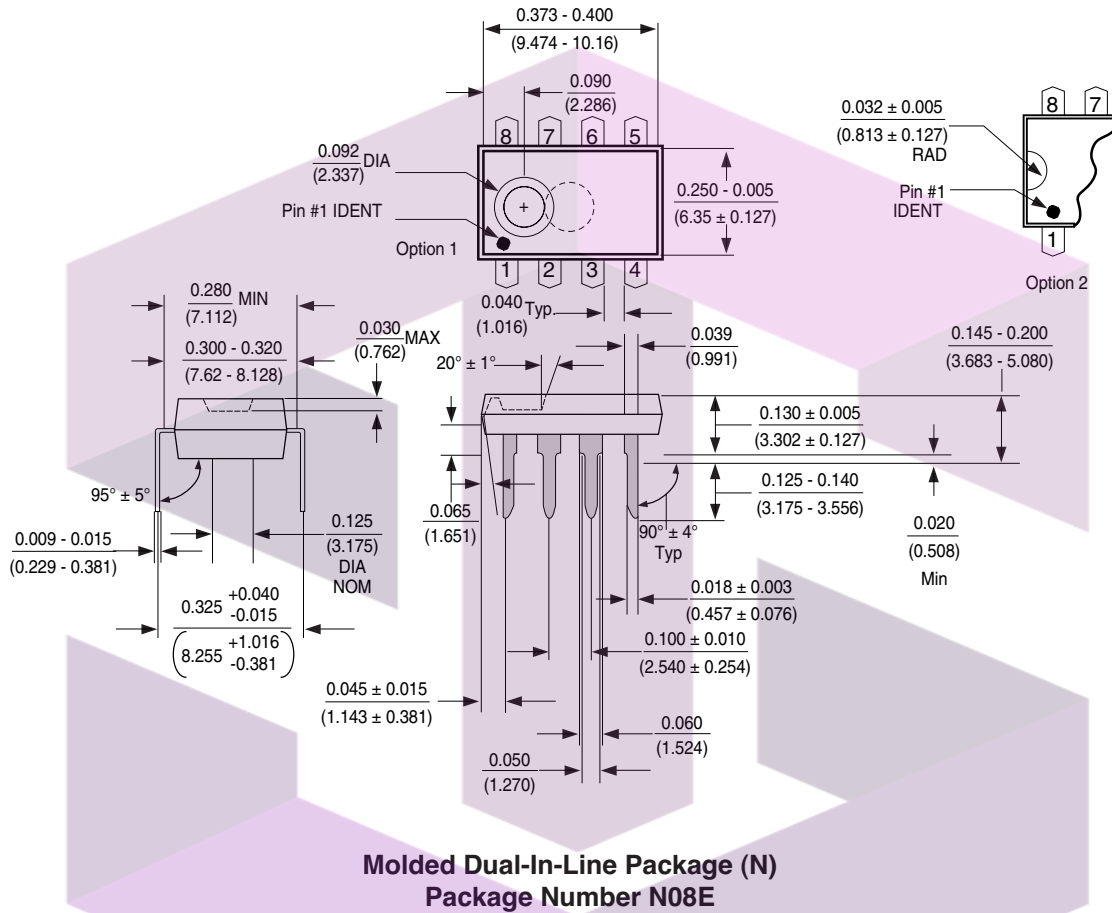 0.373 - 0.400
(9.474 - 10.16)
0.090
(2.286)
8 7 6 5
0.092 DIA
(2.337)
Pin #1 IDENT
+
Option 1
1 2 3 4
0.250 - 0.005
(6.35 ± 0.127)
0.032 ± 0.005
(0.813 ± 0.127)
RAD
8 7
Pin #1
IDENT
1
Option 2
0.280 MIN
(7.112)
0.300 - 0.320
(7.62 - 8.128)
0.030 MAX
(0.762)
0.040 Typ.
(1.016)
0.039
(0.991)
20° ± 1°
0.145 - 0.200
(3.683 - 5.080)
0.130 ± 0.005
(3.302 ± 0.127)
0.125 - 0.140
(3.175 - 3.556)
0.020
(0.508)
Min
95° ± 5°
0.009 - 0.015
(0.229 - 0.381)
0.125
(3.175)
DIA
NOM
0.065
(1.651)
90° ± 4°
Typ
0.018 ± 0.003
(0.457 ± 0.076)
0.325 +0.040
-0.015
(8.255 +1.016
-0.381)
0.100 ± 0.010
(2.540 ± 0.254)
0.045 ± 0.015
(1.143 ± 0.381)
0.060
(1.524)
0.050
(1.270)
Molded Dual-In-Line Package (N)
Package Number N08E